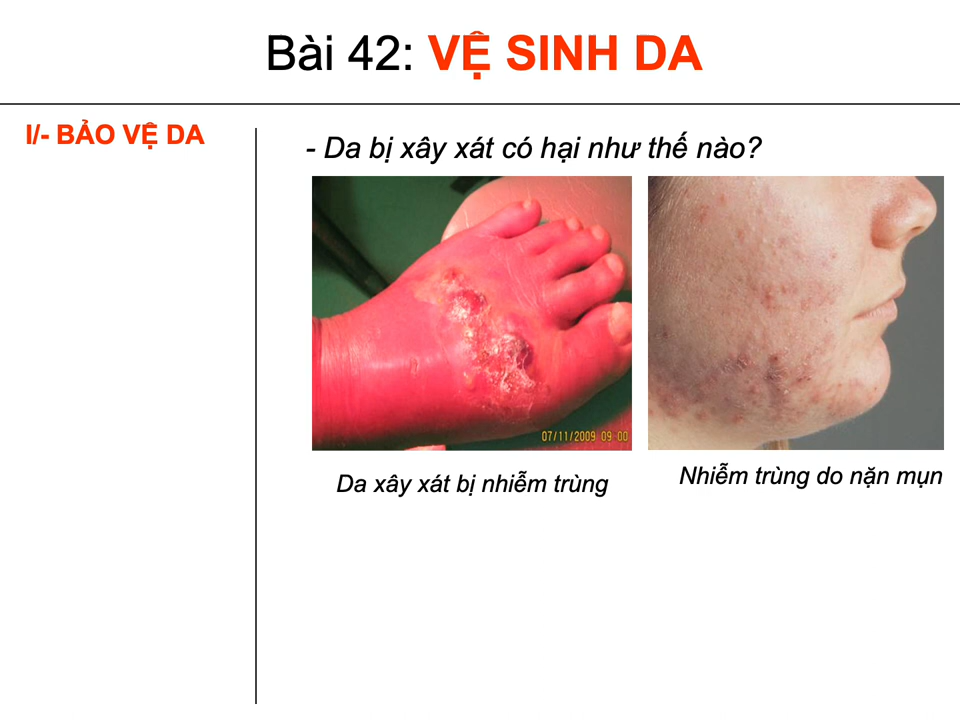 Bài 42: VỆ SINH DA
I/- BẢO VỆ DA
- Da bị xây xát có hại như thế nào?
07/11/2009 09:00
Da xây xát bị nhiễm trùng
Nhiễm trùng do nặn mụn